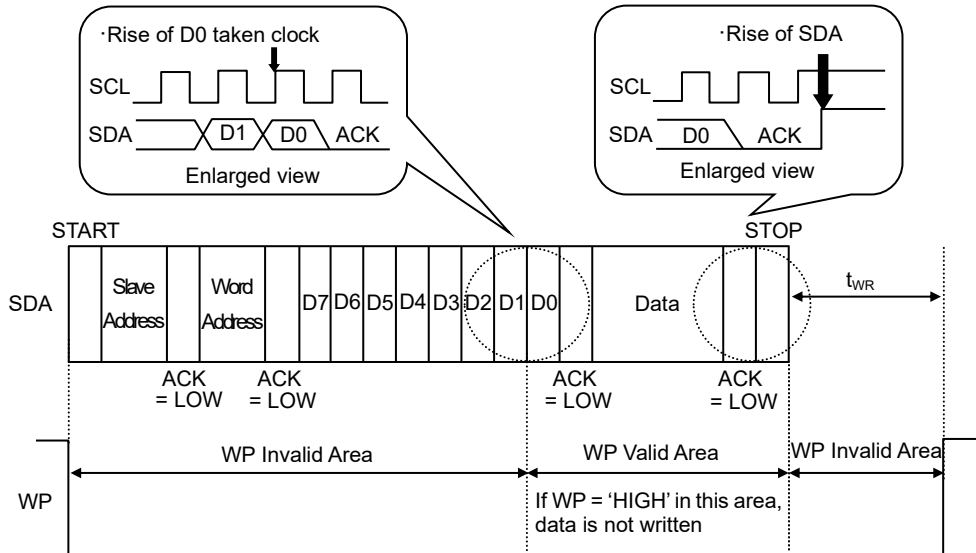 ·Rise of D0 taken clock
SCL
SDA
D1
D0
ACK
Enlarged view
·Rise of SDA
SCL
SDA
D0
ACK
Enlarged view
START
STOP
SDA
Slave
Address
Word
Address
D7
D6
D5
D4
D3
D2
D1
D0
Data
tWR
ACK
= LOW
ACK
= LOW
ACK
= LOW
ACK
= LOW
WP Invalid Area
WP Valid Area
WP Invalid Area
WP
If WP = ‘HIGH’ in this area,
data is not written